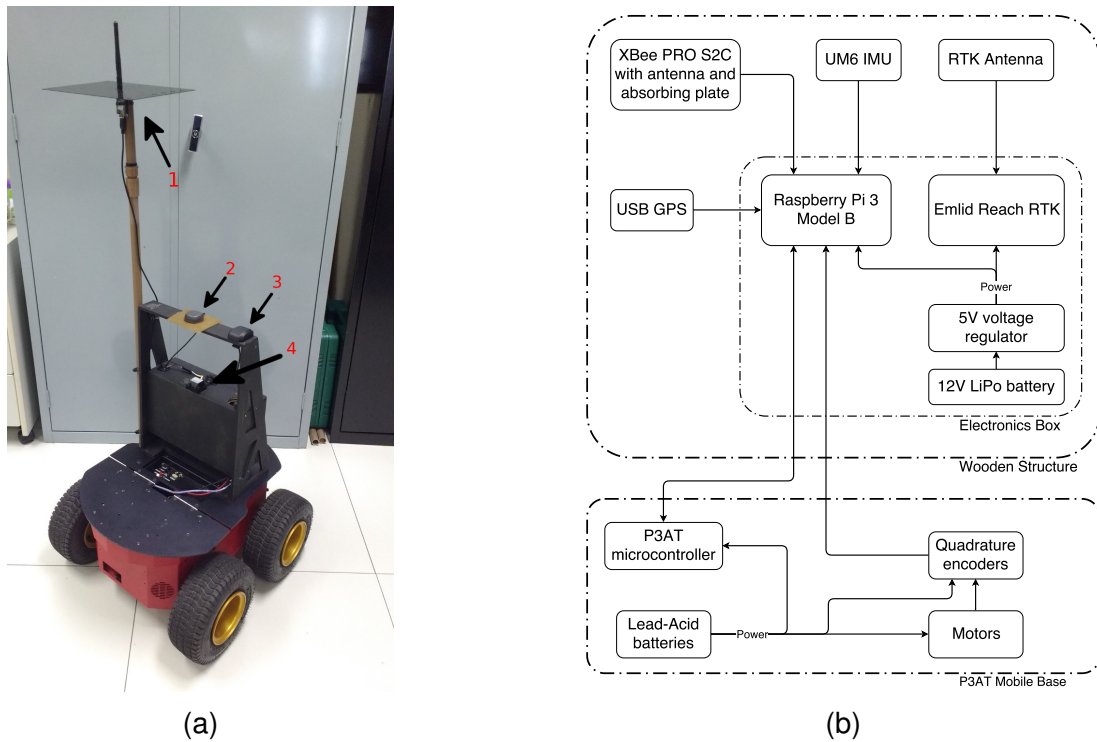 1
2
3
4
(a)
XBee PRO S2C
with antenna and
absorbing plate
UM6 IMU
RTK Antenna
USB GPS
Raspberry Pi 3
Model B
Emlid Reach RTK
Power
5V voltage
regulator
12V LiPo battery
Electronics Box
Wooden Structure
P3AT
microcontroller
Quadrature
encoders
Lead-Acid
batteries
Power
Motors
P3AT Mobile Base
(b)